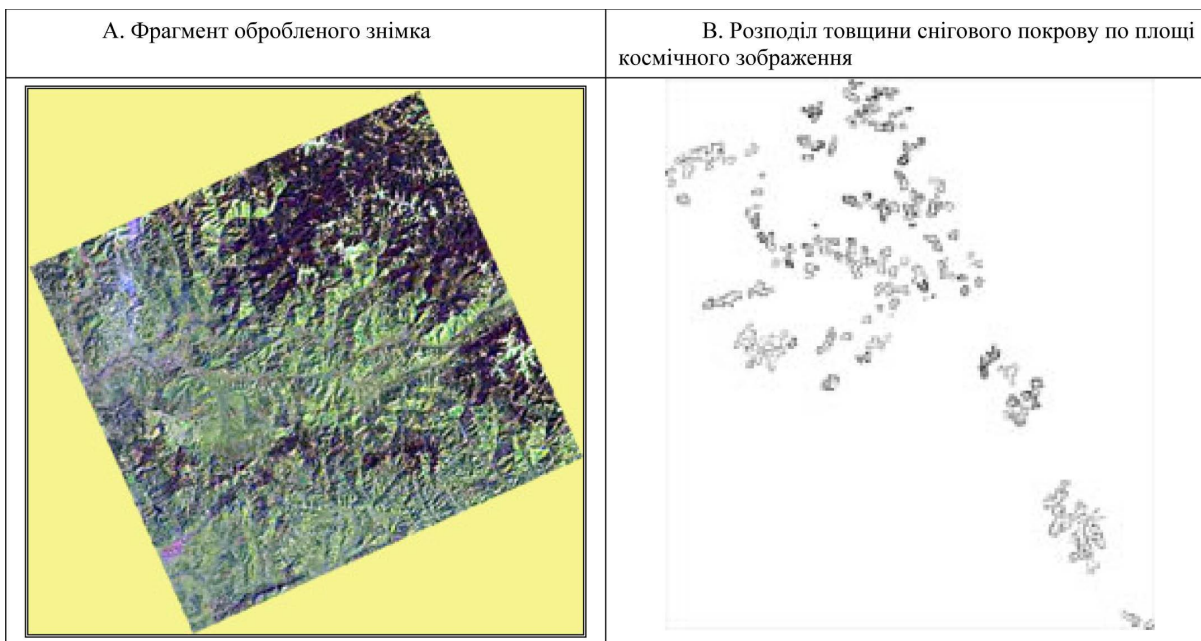 А. Фрагмент обробленого знімка
В. Розподіл товщини снігового покрову по площі
космічного зображення